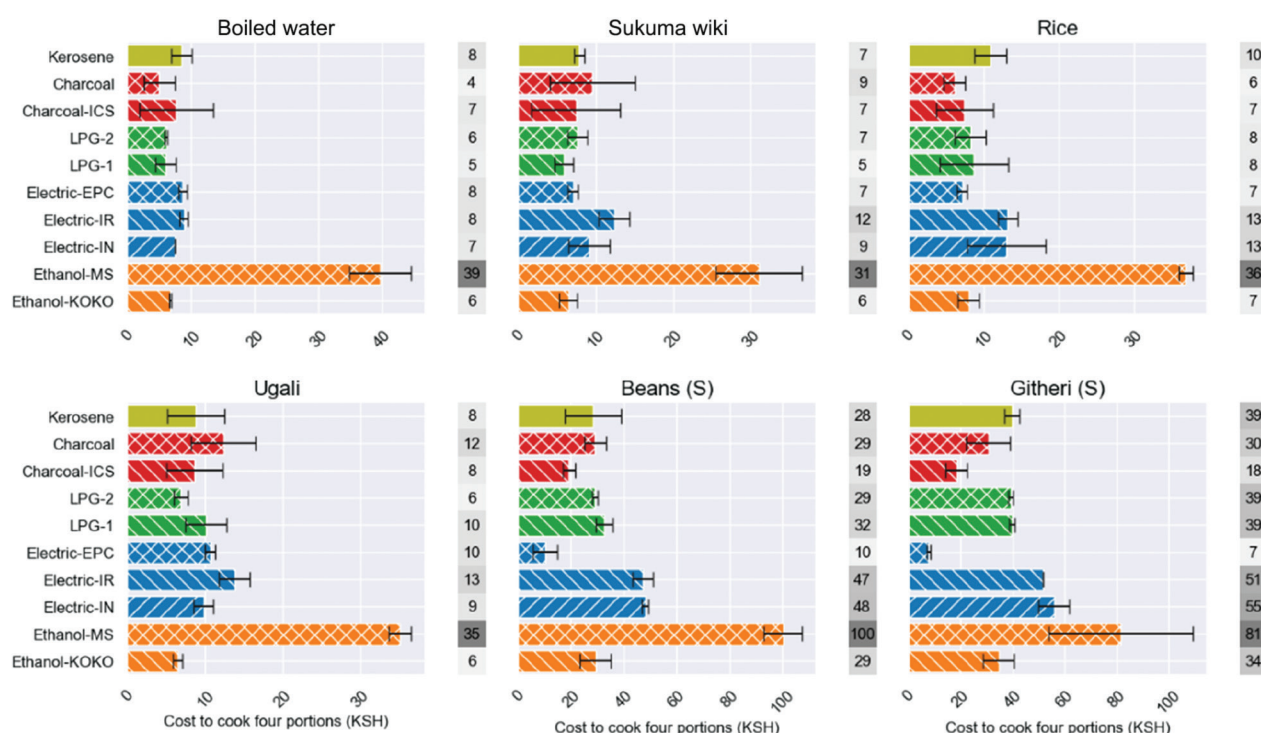 Boiled water Sukuma wiki Rice
Kerosene 8 7 10
Charcoal 4 9 6
Charcoal-ICS 7 7 7
LPG-2 6 7 8
LPG-1 5 5 8
Electric-EPC 8 7 7
Electric-IR 8 12 13
Electric-IN 7 9 13
Ethanol-MS 39 31 36
Ethanol-KOKO 6 6 7
0 10 20 30 40 0 10 20 30 0 10 20 30
Ugali Beans (S) Githeri (S)
Kerosene 8 28 39
Charcoal 12 29 30
Charcoal-ICS 8 19 18
LPG-2 6 29 39
LPG-1 10 32 39
Electric-EPC 10 10 7
Electric-IR 13 47 51
Electric-IN 9 48 55
Ethanol-MS 35 100 81
Ethanol-KOKO 6 29 34
0 10 20 30 0 20 40 60 80 100 0 20 40 60 80 100
Cost to cook four portions (KSH) Cost to cook four portions (KSH) Cost to cook four portions (KSH)